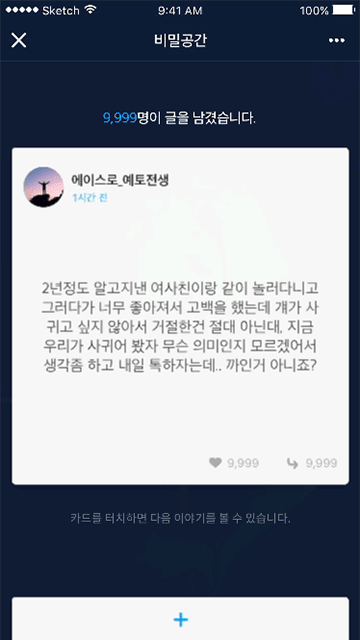 Sketch 9:41 AM 100%
비밀공간
9,999명이 글을 남겼습니다.
에이스로_예토전생
1시간 전
2년정도 알고지낸 여사친이랑 같이 놀러다니고
그러다가 너무 좋아져서 고백을 했는데 걔가 사
귀고 싶지 않아서 거절한건 절대 아닌대, 지금
우리가 사귀어 봤자 무슨 의미인지 모르겠어서
생각좀 하고 내일 톡하자는데.. 까인거 아니죠?
9,999 9,999
카드를 터치하면 다음 이야기를 볼 수 있습니다.